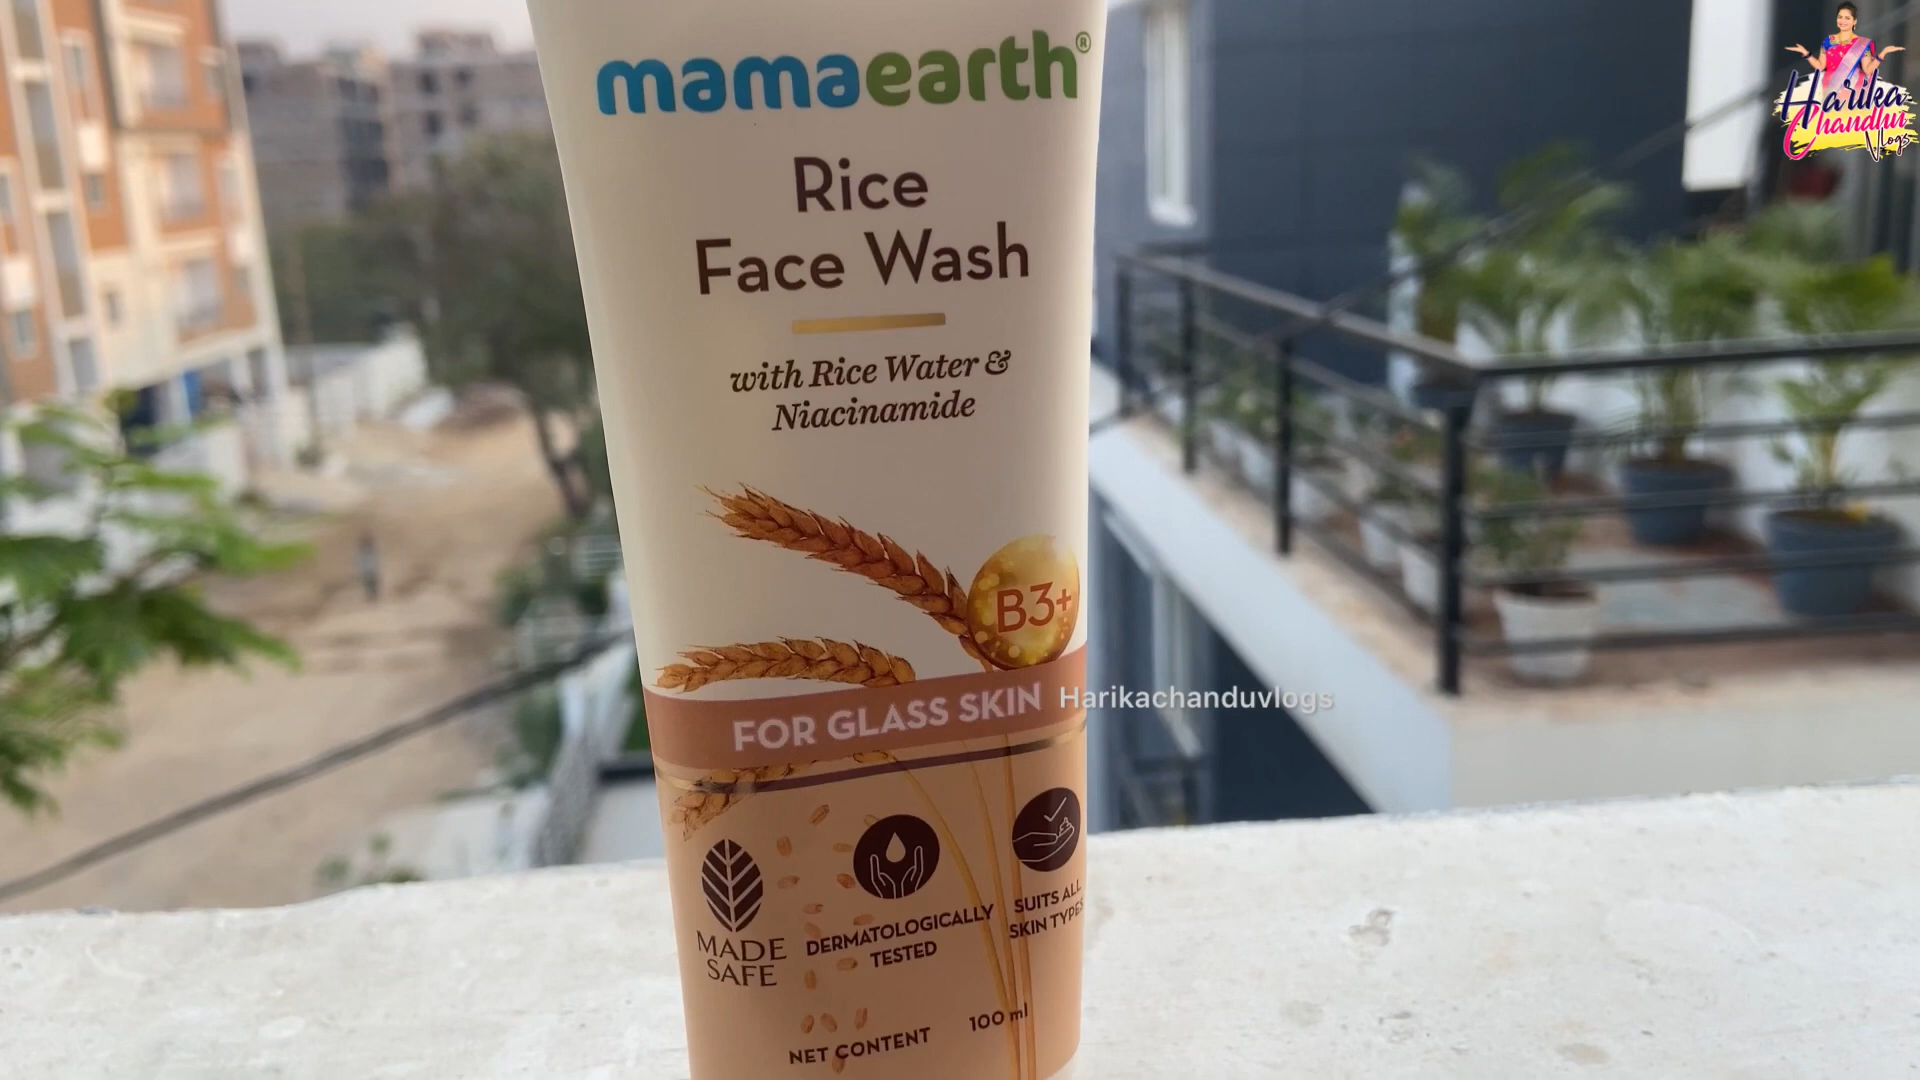 mamaearth®
Rice
Face Wash
with Rice Water &
Niacinamide
B3+
FOR GLASS SKIN
MADE
SAFE
DERMATOLOGICALLY
TESTED
SUITS ALL
SKIN TYPES
NET CONTENT 100 ml
Harikachanduvlogs
Harika
Chandhu
Vlogs